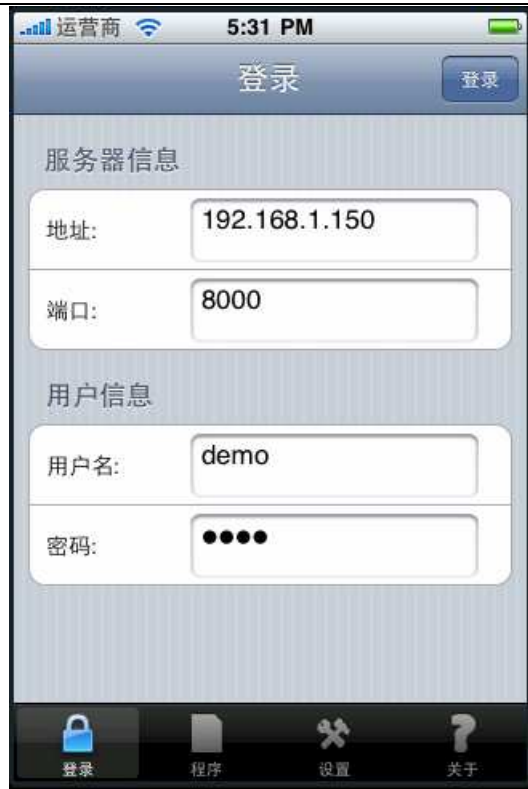 运营商 5:31 PM
登录 登录
服务器信息
地址: 192.168.1.150
端口: 8000
用户信息
用户名: demo
密码: ●●●●
登录 程序 设置 关于